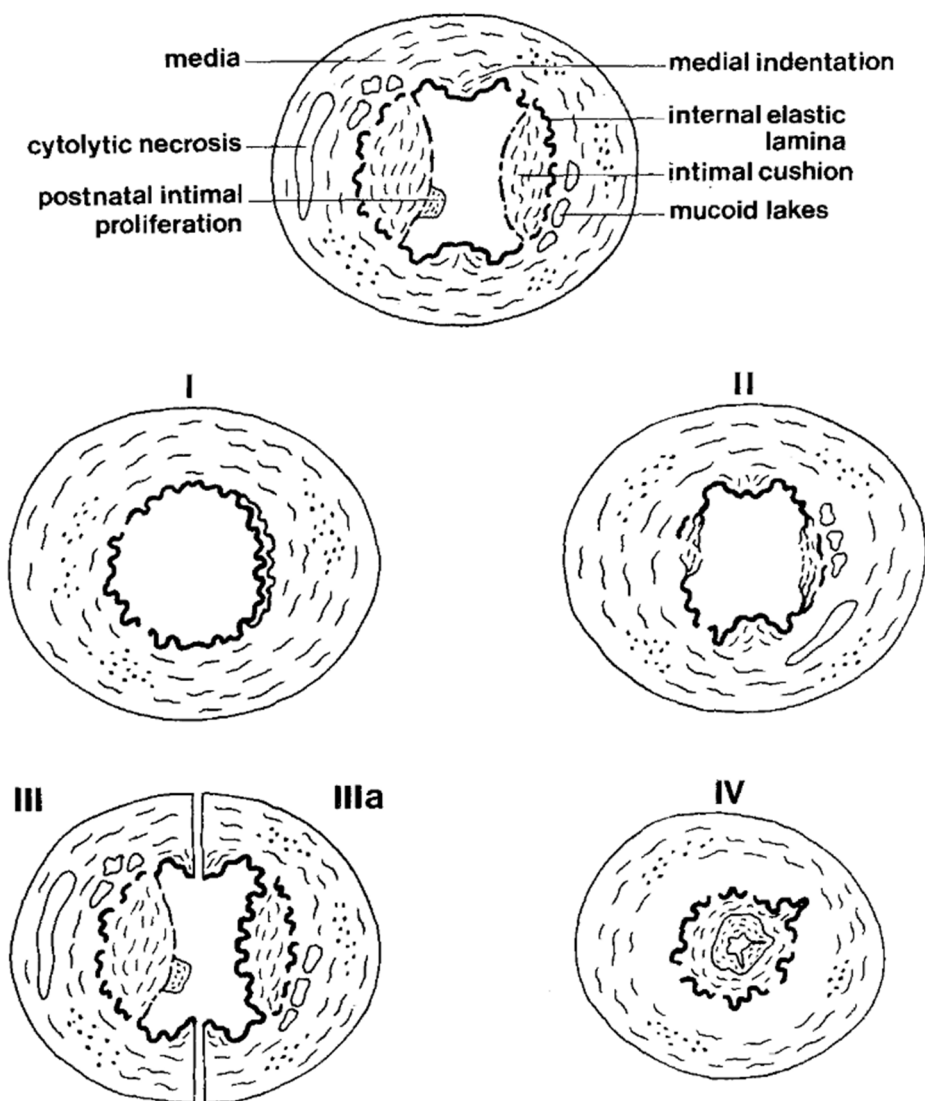 media
medial indentation
cytolytic necrosis
internal elastic
lamina
postnatal intimal
proliferation
intimal cushion
mucoid lakes
I
II
III
IIIa
IV